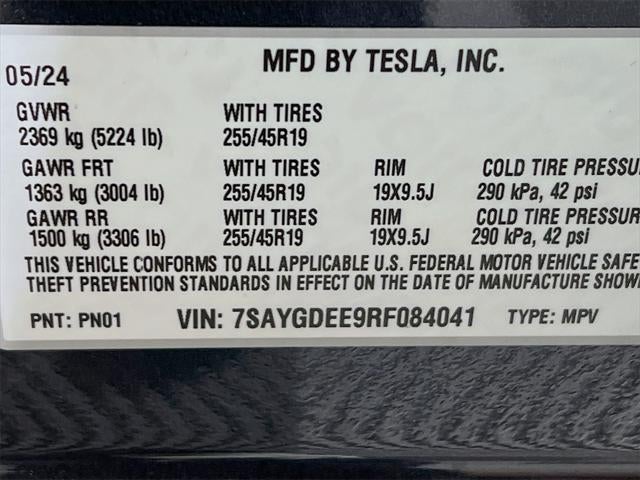 05/24 MFD BY TESLA, INC.
GVWR WITH TIRES
2369 kg (5224 lb) 255/45R19
GAWR FRT WITH TIRES RIM COLD TIRE PRESSU
1363 kg (3004 lb) 255/45R19 19X9.5J 290 kPa, 42 psi
GAWR RR WITH TIRES RIM COLD TIRE PRESSUR
1500 kg (3306 lb) 255/45R19 19X9.5J 290 kPa, 42 psi
THIS VEHICLE CONFORMS TO ALL APPLICABLE U.S. FEDERAL MOTOR VEHICLE SAFE
THEFT PREVENTION STANDARDS IN EFFECT ON THE DATE OF MANUFACTURE SHOW
PNT: PN01 VIN: 7SAYGDEE9RF084041 TYPE: MPV